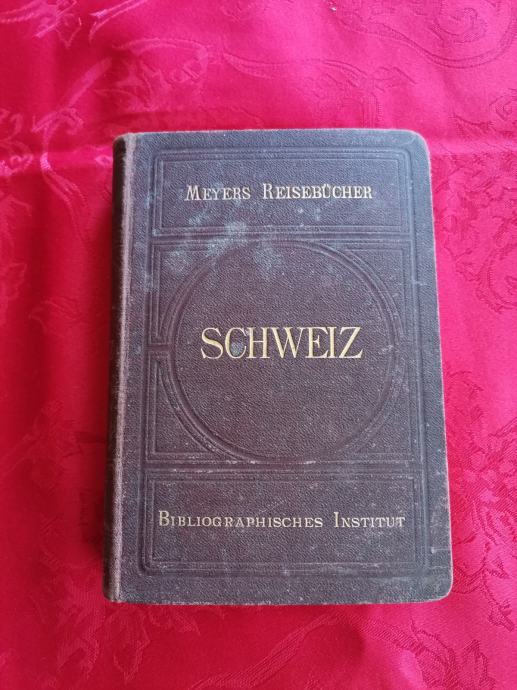 MEYERS REISEBÜCHER
SCHWEIZ
BIBLIOGRAPHISCHES INSTITUT